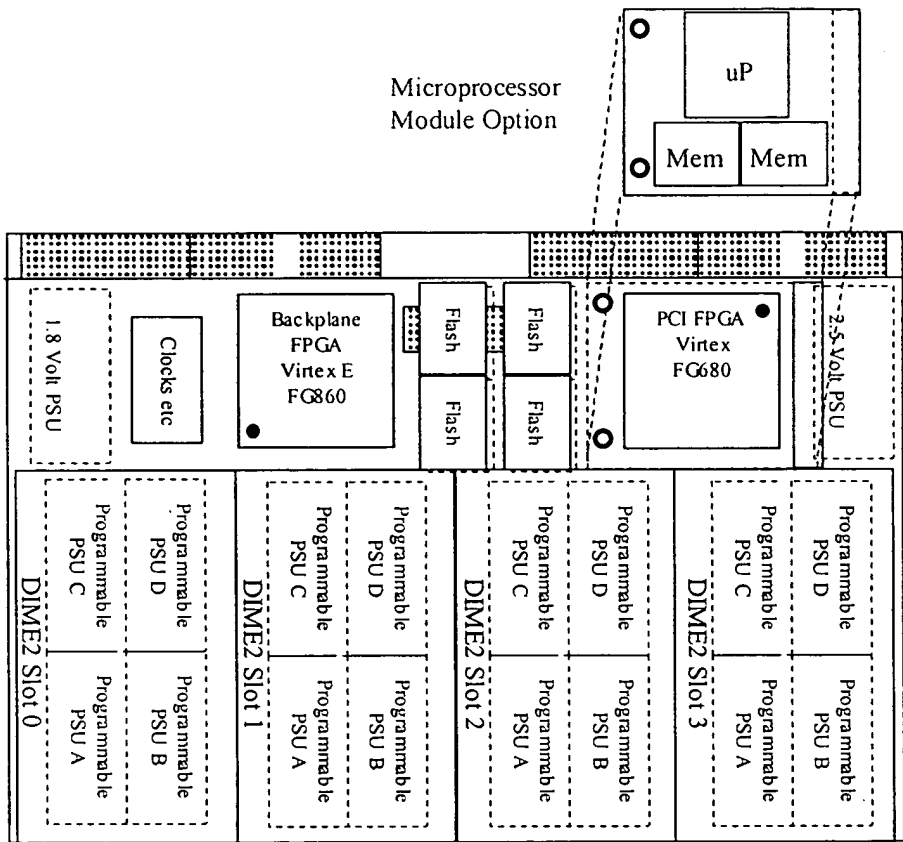 Microprocessor
Module Option
uP
Mem
Mem
1.8 Volt PSU
Clocks etc
Backplane
FPGA
Virtex E
FG860
Flash
Flash
Flash
Flash
PCI FPGA
Virtex
FG680
2.5 Volt PSU
DIME2 Slot 0
Programmable
PSU C
Programmable
PSU D
Programmable
PSU A
Programmable
PSU B
DIME2 Slot 1
Programmable
PSU C
Programmable
PSU D
Programmable
PSU A
Programmable
PSU B
DIME2 Slot 2
Programmable
PSU C
Programmable
PSU D
Programmable
PSU A
Programmable
PSU B
DIME2 Slot 3
Programmable
PSU C
Programmable
PSU D
Programmable
PSU A
Programmable
PSU B